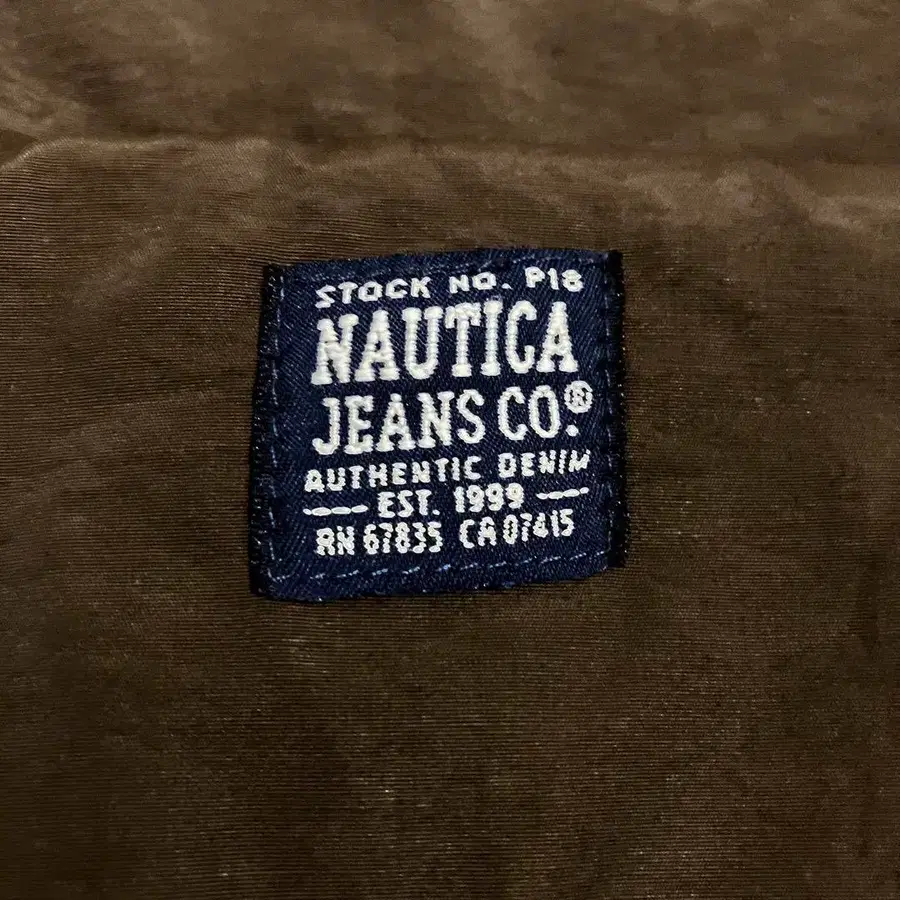 STOCK NO. P18
NAUTICA
JEANS CO.®
AUTHENTIC DENIM
EST. 1999
RN 67835 CA 07415